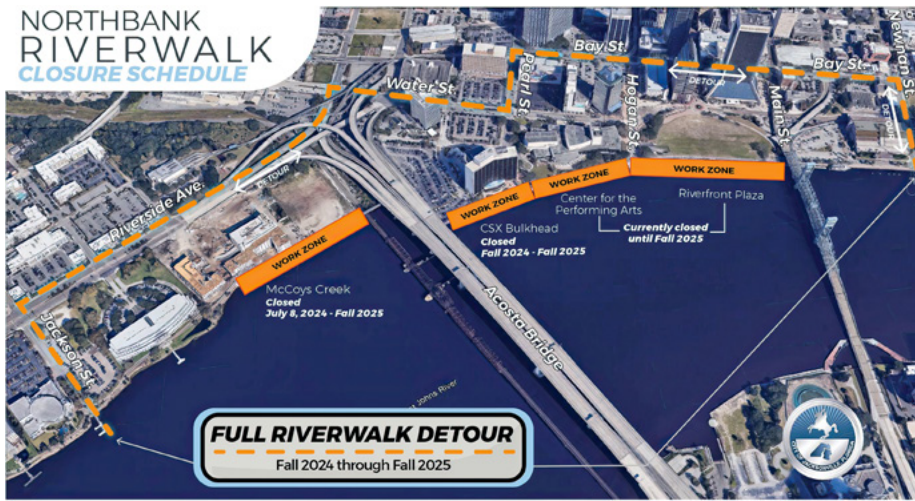 NORTHBANK
RIVERWALK
CLOSURE SCHEDULE
Water St.
Pearl St.
Bay St.
DETOUR
Hogan St.
Main St.
Bay St.
Newnan St.
DETOUR
Riverside Ave.
DETOUR
Jackson St.
WORK ZONE
McCoys Creek
Closed
July 8, 2024 - Fall 2025
WORK ZONE
CSX Bulkhead
Closed
Fall 2024 - Fall 2025
WORK ZONE
Center for the
Performing Arts
WORK ZONE
Riverfront Plaza
Currently closed
until Fall 2025
Acosta Bridge
Johns River
FULL RIVERWALK DETOUR
Fall 2024 through Fall 2025